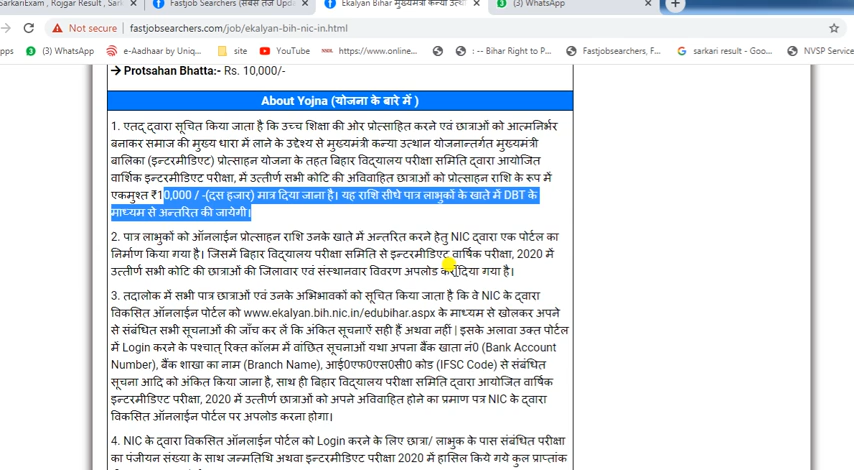 SarkariExam , Rojgar Result , Sark
Fastjob Searchers (सबसे तेज Upda
Ekalyan Bihar मुख्यमंत्री कन्या उत्था
(3) WhatsApp
Not secure | fastjobsearchers.com/job/ekalyan-bih-nic-in.html
(3) WhatsApp e-Aadhaar by Uniq... site YouTube https://www.online... : -- Bihar Right to P... Fastjobsearchers, F... sarkari result - Goo... NVSP Service
→ Protsahan Bhatta:- Rs. 10,000/-
About Yojna (योजना के बारे में )
1. एतद् द्वारा सूचित किया जाता है कि उच्च शिक्षा की ओर प्रोत्साहित करने एवं छात्राओं को आत्मनिर्भर
बनाकर समाज की मुख्य धारा में लाने के उद्देश्य से मुख्यमंत्री कन्या उत्थान योजनान्तर्गत मुख्यमंत्री
बालिका (इन्टरमीडिएट) प्रोत्साहन योजना के तहत बिहार विद्यालय परीक्षा समिति द्वारा आयोजित
वार्शिक इन्टरमीडिएट परीक्षा, में उत्तीर्ण सभी कोटि की अविवाहित छात्राओं को प्रोत्साहन राशि के रूप में
एकमुश्त ₹10,000 / -(दस हजार) मात्र दिया जाना है। यह राशि सीधे पात्र लाभुकों के खाते में DBT के
माध्यम से अन्तरित की जायेगी।
2. पात्र लाभुकों को ऑनलाईन प्रोत्साहन राशि उनके खाते में अन्तरित करने हेतु NIC द्वारा एक पोर्टल का
निर्माण किया गया है। जिसमें बिहार विद्यालय परीक्षा समिति से इन्टरमीडिएट वार्षिक परीक्षा, 2020 में
उत्तीर्ण सभी कोटि की छात्राओं की जिलावार एवं संस्थानवार विवरण अपलोड कर दिया गया है।
3. तदालोक में सभी पात्र छात्राओं एवं उनके अभिभावकों को सूचित किया जाता है कि वे NIC के द्वारा
विकसित ऑनलाईन पोर्टल को www.ekalyan.bih.nic.in/edubihar.aspx के माध्यम से खोलकर अपने
से संबंधित सभी सूचनाओं की जाँच कर लें कि अंकित सूचनाऐं सही हैं अथवा नहीं | इसके अलावा उक्त पोर्टल
में Login करने के पश्चात् रिक्त कॉलम में वांछित सूचनाओं यथा अपना बैंक खाता नं0 (Bank Account
Number), बैंक शाखा का नाम (Branch Name), आई0एफ0एस0सी0 कोड (IFSC Code) से संबंधित
सूचना आदि को अंकित किया जाना है, साथ ही बिहार विद्यालय परीक्षा समिति द्वारा आयोजित वार्षिक
इन्टरमीडिएट परीक्षा, 2020 में उत्तीर्ण छात्राओं को अपने अविवाहित होने का प्रमाण पत्र NIC के द्वारा
विकसित ऑनलाईन पोर्टल पर अपलोड करना होगा।
4. NIC के द्वारा विकसित ऑनलाईन पोर्टल को Login करने के लिए छात्रा/ लाभुक के पास संबंधित परीक्षा
का पंजीयन संख्या के साथ जन्मतिथि अथवा इन्टरमीडिएट परीक्षा 2020 में हासिल किये गये कुल प्राप्तांक